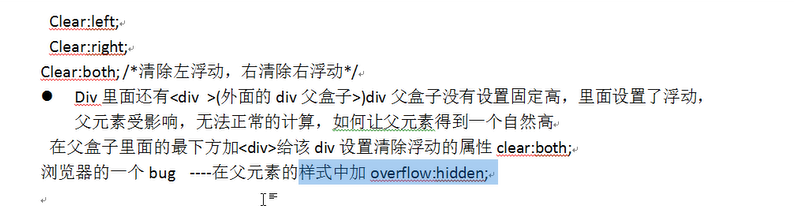 Clear:left;
Clear:right;
Clear:both; /*清除左浮动，右清除右浮动*/
● Div 里面还有<div >(外面的 div 父盒子>)div 父盒子没有设置固定高，里面设置了浮动，
父元素受影响，无法正常的计算，如何让父元素得到一个自然高
在父盒子里面的最下方加<div>给该 div 设置清除浮动的属性 clear:both;
浏览器的一个 bug ----在父元素的样式中加 overflow:hidden;